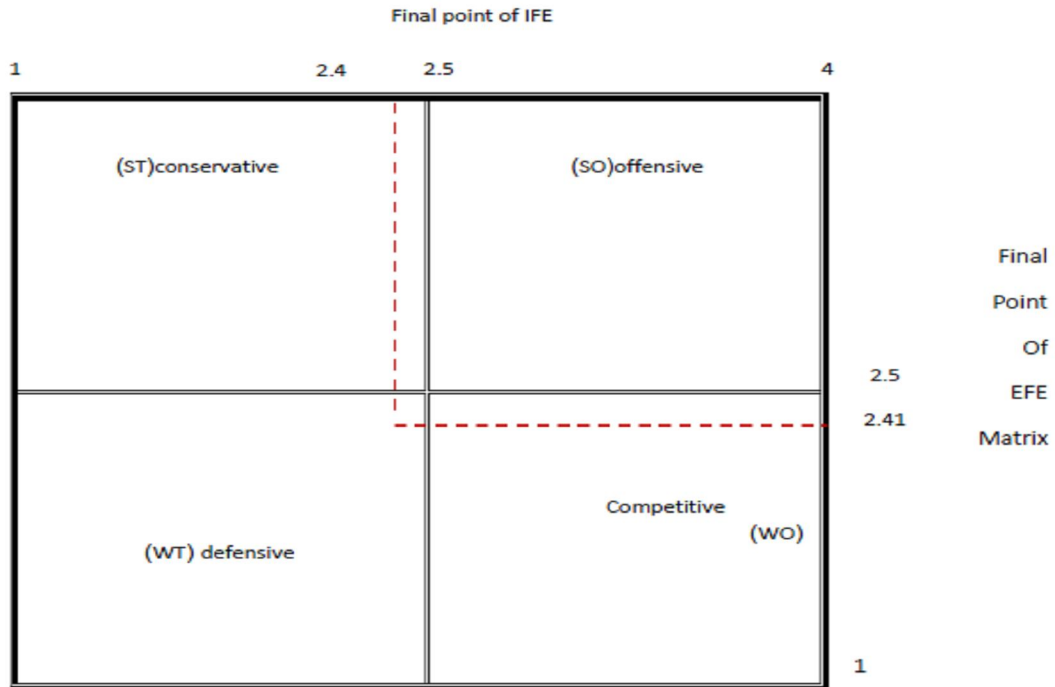 Final point of IFE
1 2.4 2.5 4
(ST)conservative (SO)offensive
Final
Point
Of
2.5
EFE
2.41
Matrix
Competitive
(WO)
(WT) defensive
1